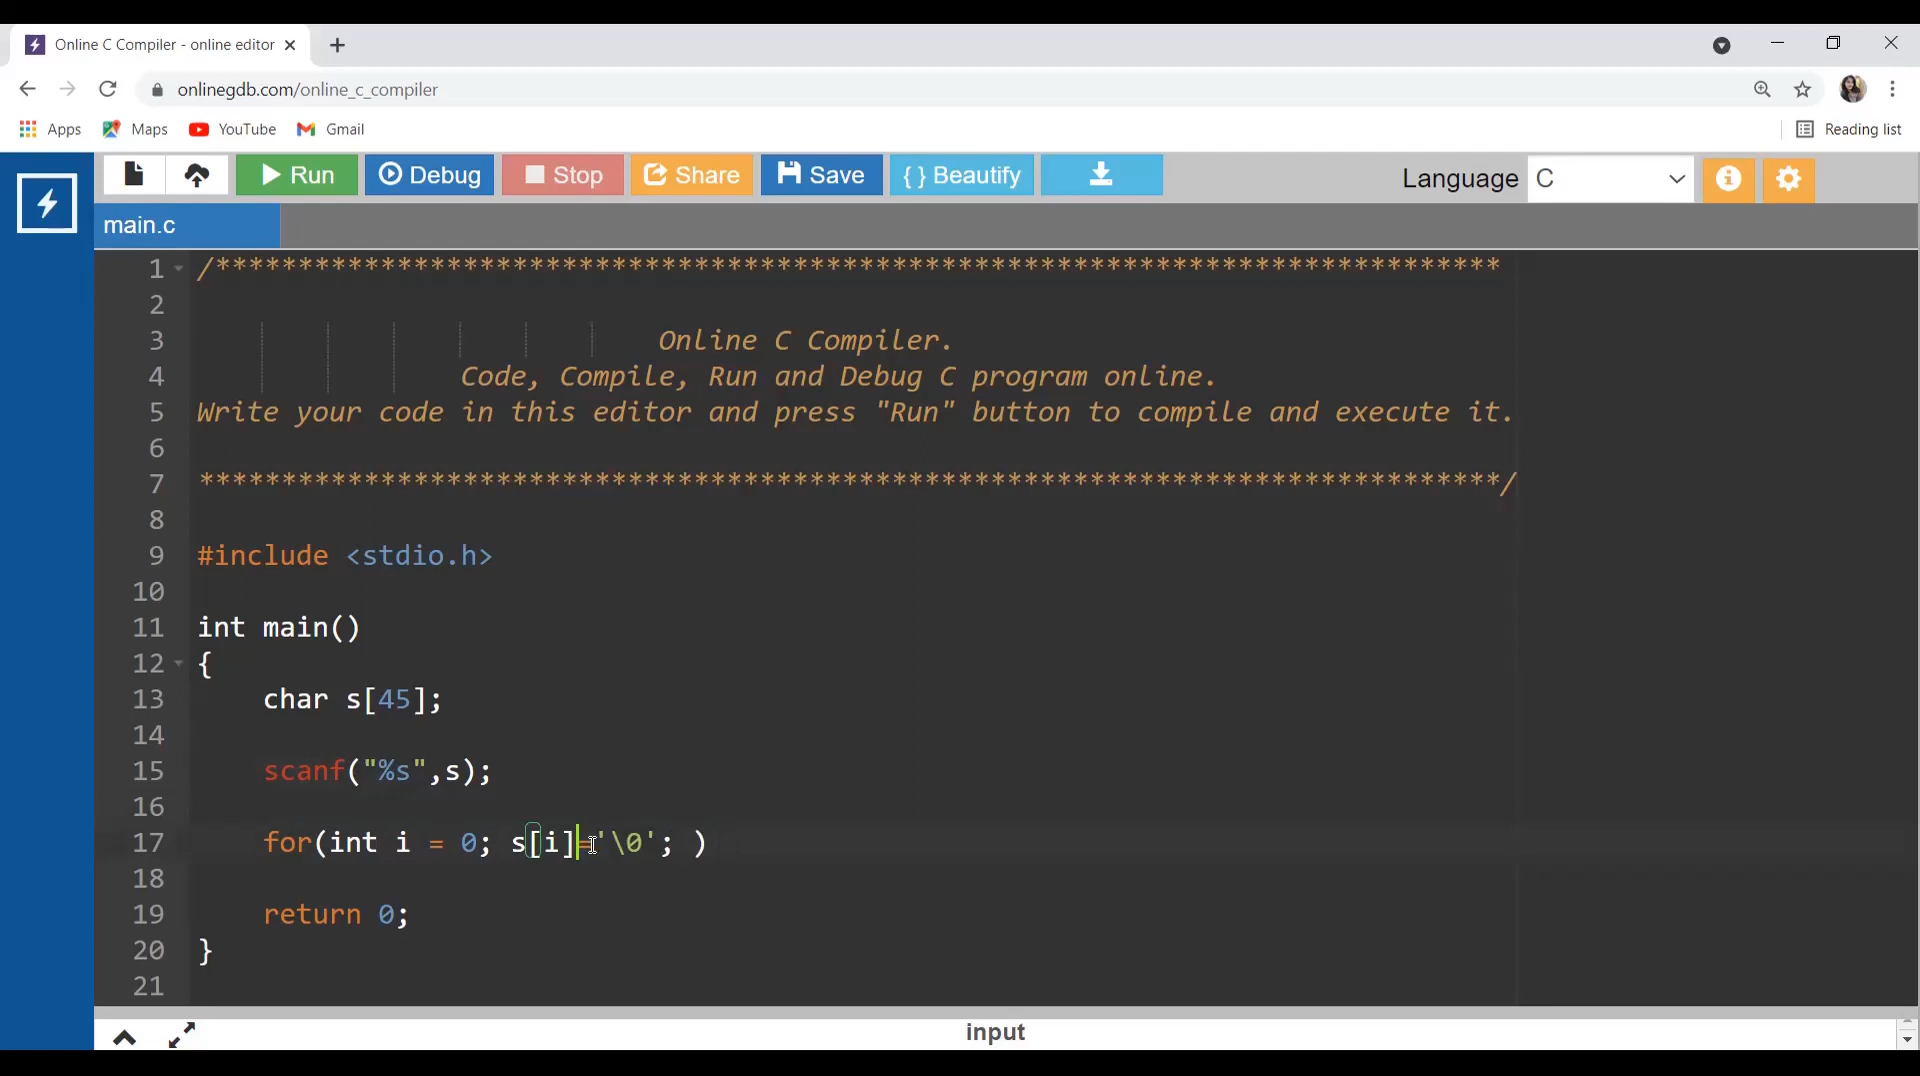 Online C Compiler - online editor
onlinegdb.com/online_c_compiler
Apps Maps YouTube Gmail Reading list
Run Debug Stop Share Save { } Beautify Language C
main.c
1 /******************************************************************************
2
3 Online C Compiler.
4 Code, Compile, Run and Debug C program online.
5 Write your code in this editor and press "Run" button to compile and execute it.
6
7 *******************************************************************************/
8
9 #include <stdio.h>
10
11 int main()
12 {
13 char s[45];
14
15 scanf("%s",s);
16
17 for(int i = 0; s[i]='\0'; )
18
19 return 0;
20 }
21
input